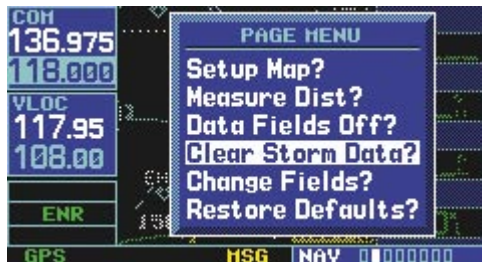 COM
136.975
118.000
VLOC
117.95
108.00
ENR
GPS
PAGE MENU
Setup Map?
Measure Dist?
Data Fields Off?
Clear Storm Data?
Change Fields?
Restore Defaults?
MSG
NAV